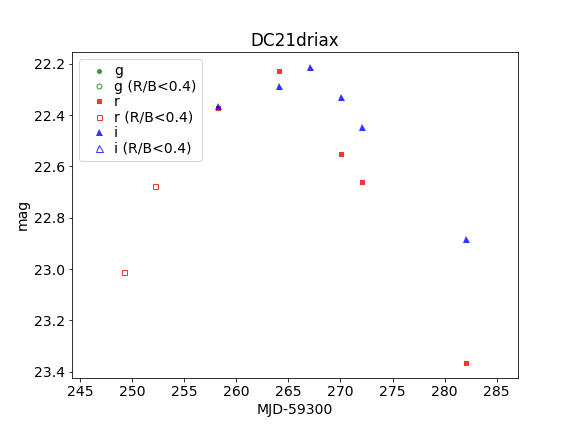 DC21driax
g
g (R/B<0.4)
r
r (R/B<0.4)
i
i (R/B<0.4)
mag
22.2
22.4
22.6
22.8
23.0
23.2
23.4
245 250 255 260 265 270 275 280 285
MJD-59300